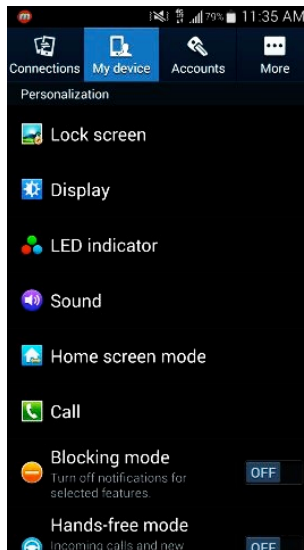 79% 11:35 AM
Connections My device Accounts More
Personalization
Lock screen
Display
LED indicator
Sound
Home screen mode
Call
Blocking mode
Turn off notifications for
selected features.
OFF
Hands-free mode
Incoming calls and new
OFF